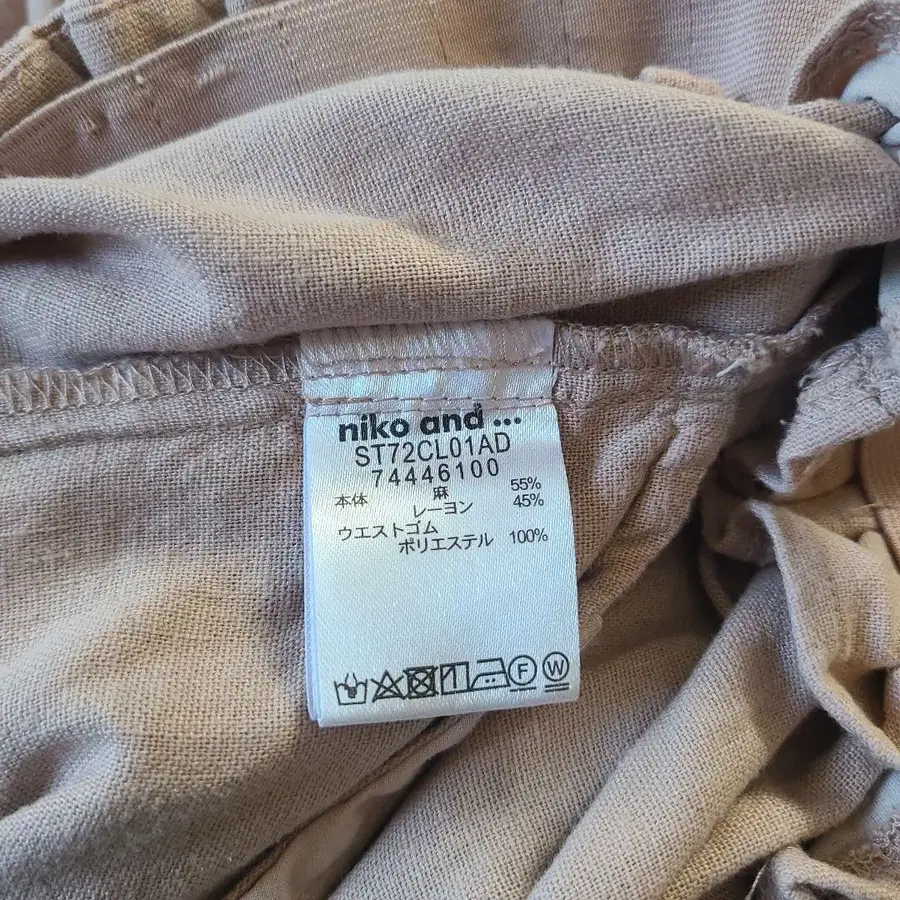 niko and ...
ST72CL01AD
74446100
本体 麻 55%
レーヨン 45%
ウエストゴム
ポリエステル 100%
F W